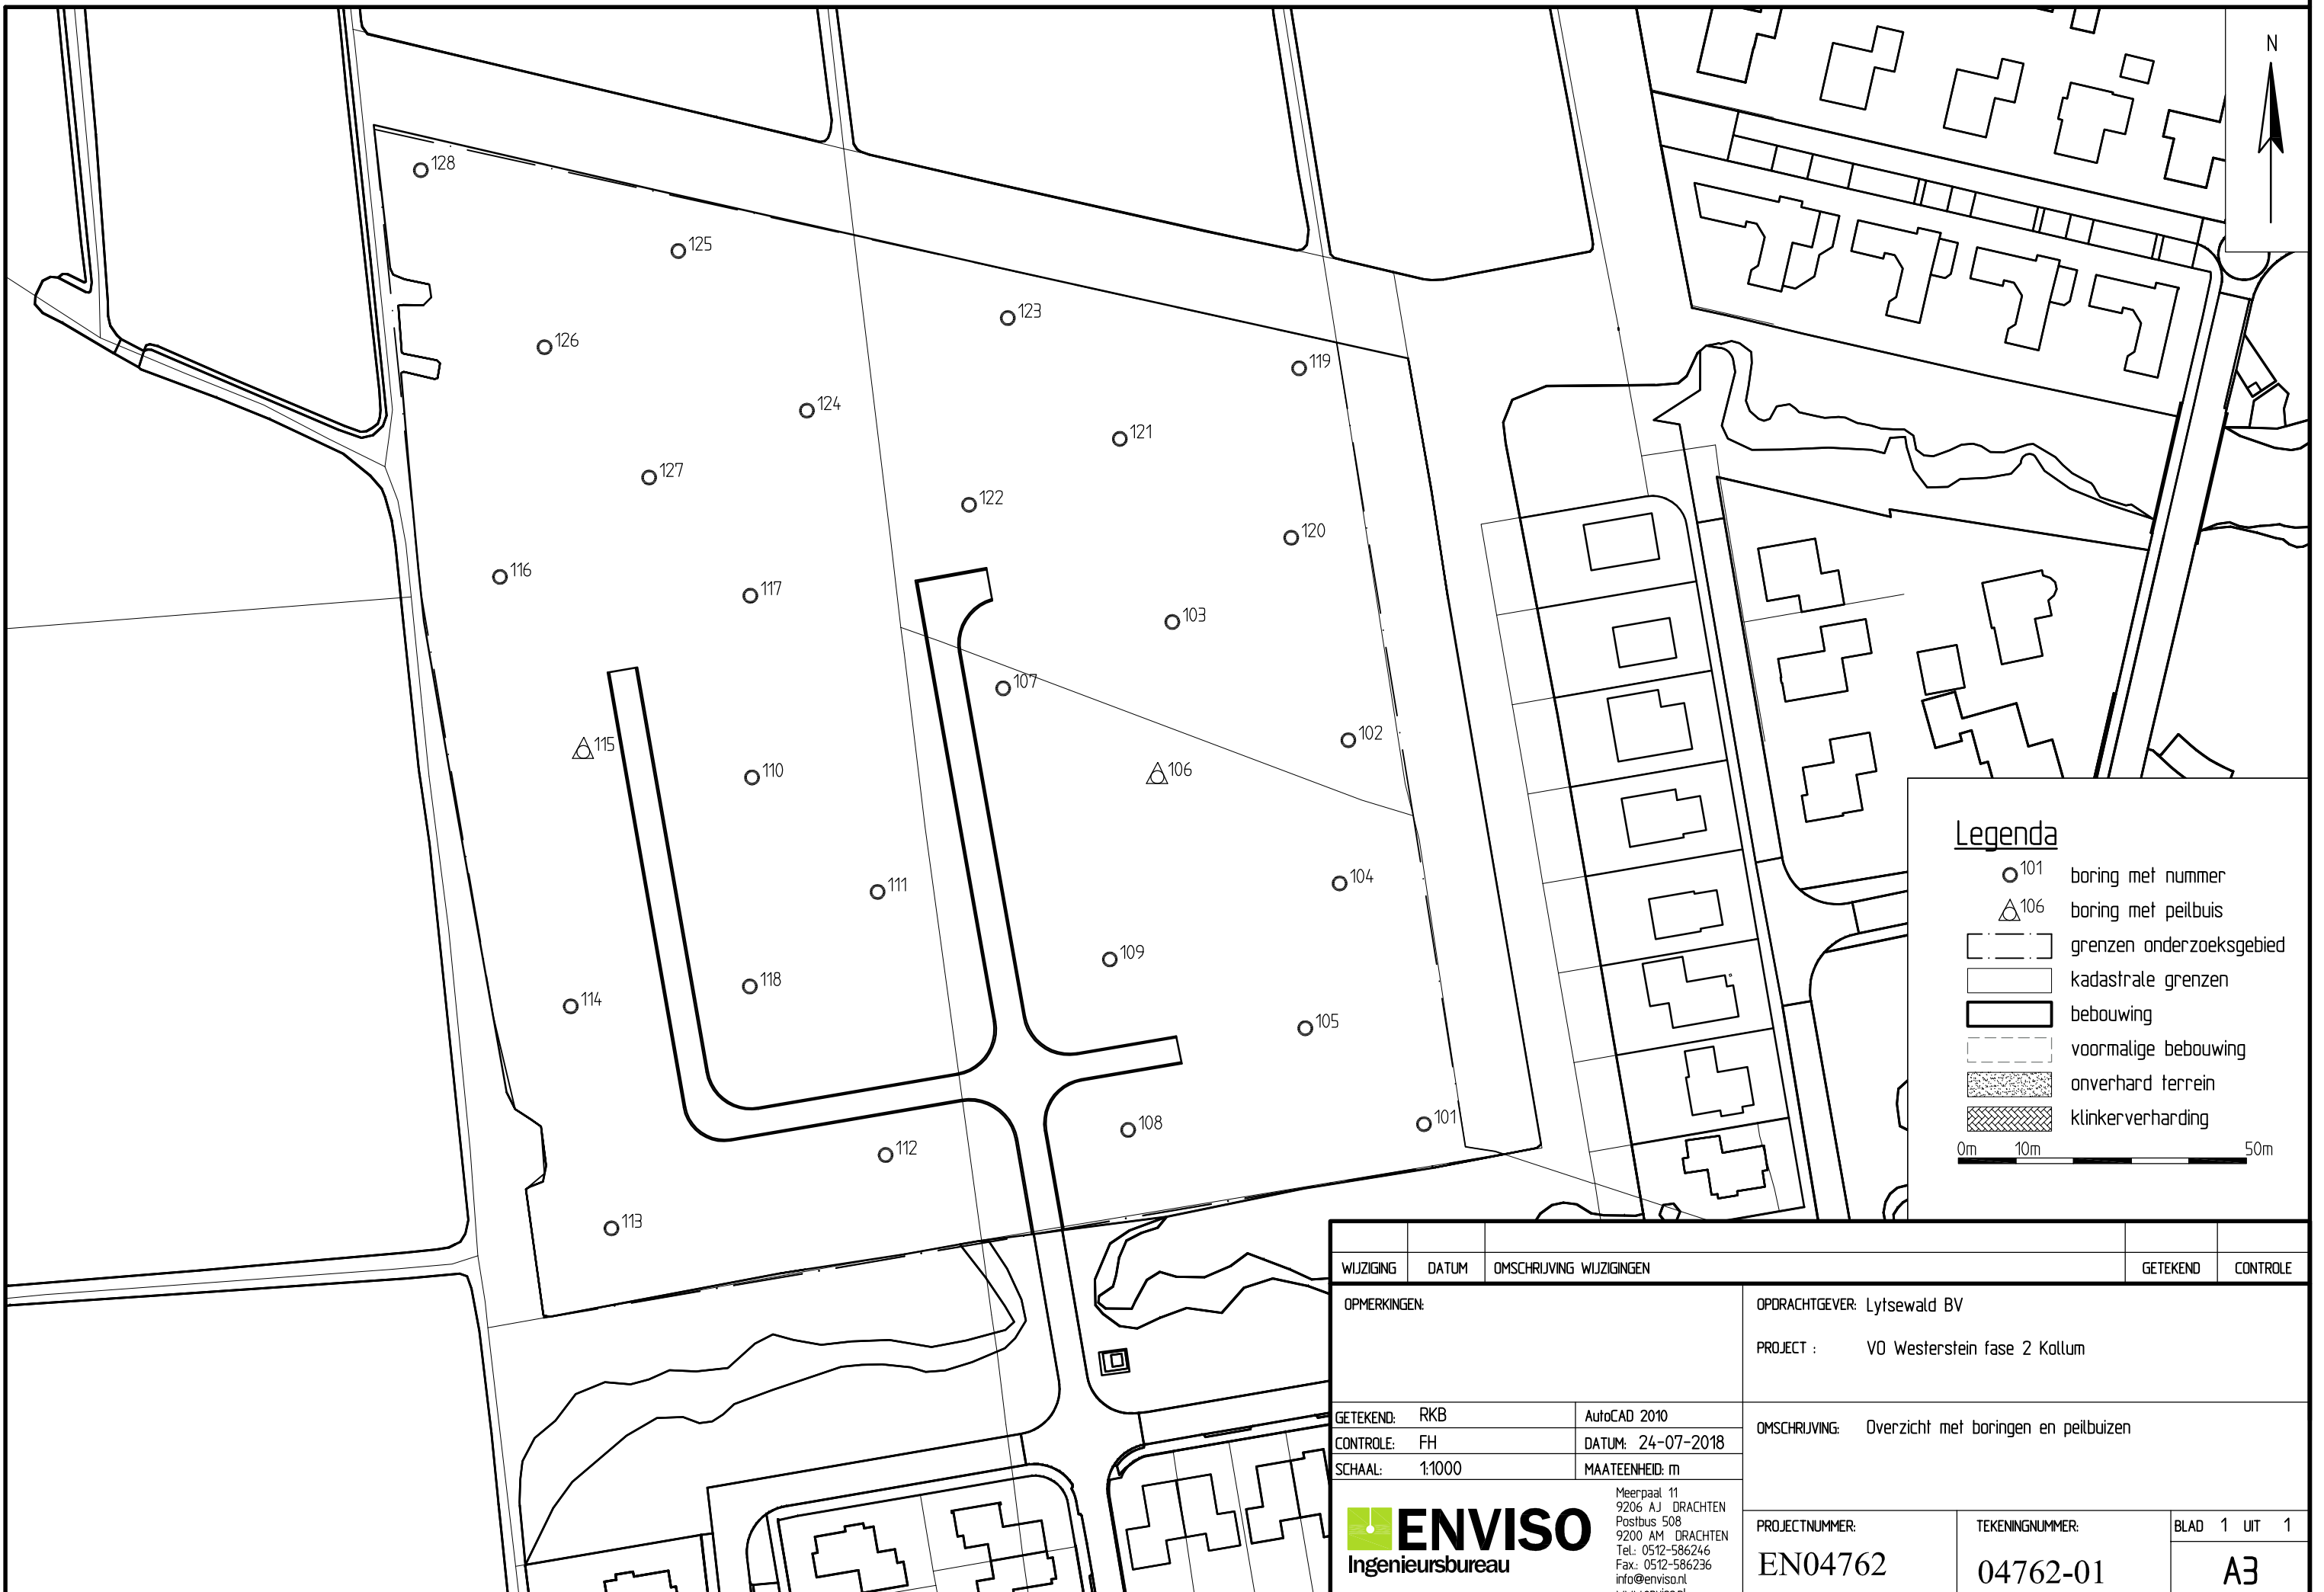 N
128
125
123
126
119
124
121
127
122
120
116
117
103
107
102
115
110
106
111
104
109
118
114
105
101
108
112
113
Legenda
101 boring met nummer
106 boring met peilbuis
grenzen onderzoeksgebied
kadastrale grenzen
bebouwing
voormalige bebouwing
onverhard terrein
klinkerverharding
0m 10m 50m
WIJZIGING DATUM OMSCHRIJVING WIJZIGINGEN GETEKEND CONTROLE
OPMERKINGEN:
OPDRACHTGEVER: Lytsewald BV
PROJECT : VO Westerstein fase 2 Kollum
GETEKEND: RKB AutoCAD 2010
CONTROLE: FH DATUM: 24-07-2018
SCHAAL: 1:1000 MAATEENHEID: m
OMSCHRIJVING: Overzicht met boringen en peilbuizen
ENVISO
Ingenieursbureau
Meerpaal 11
9206 AJ DRACHTEN
Postbus 508
9200 AM DRACHTEN
Tel.: 0512-586246
Fax.: 0512-586236
info@enviso.nl
PROJECTNUMMER: TEKENINGNUMMER: BLAD 1 UIT 1
EN04762 04762-01 A3